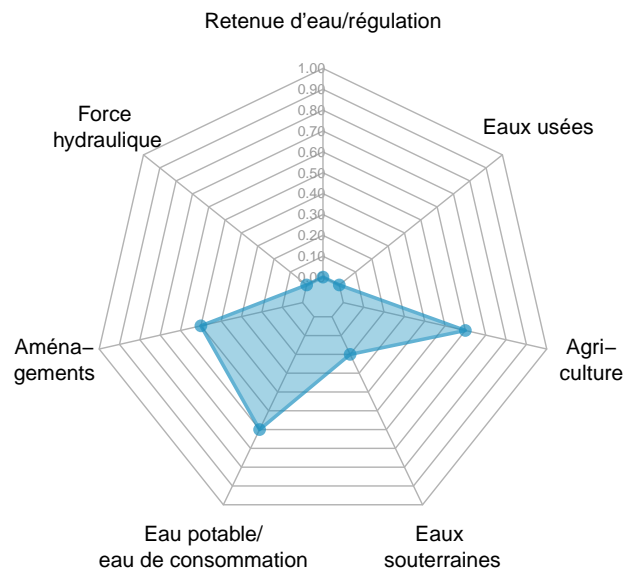 Retenue d'eau/régulation
1.00
Force
hydraulique
0.90
0.80
Eaux usées
0.70
0.60
0.50
0.40
0.30
0.20
0.10
Aména–
gements
Agri–
culture
Eau potable/
eau de consommation
Eaux
souterraines